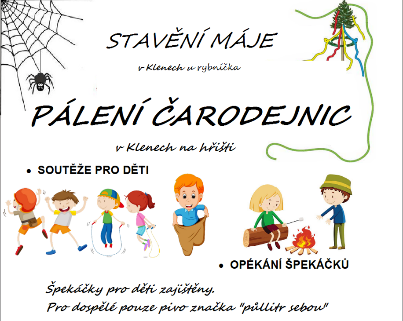 STAVĚNÍ MÁJE
v Klenech u rybníčka
PÁLENÍ ČARODEJNIC
v Klenech na hřišti
• SOUTĚŽE PRO DĚTI
• OPÉKÁNÍ ŠPEKÁČKŮ
Špekáčky pro děti zajištěny.
Pro dospělé pouze pivo značka "půllitr sebou"